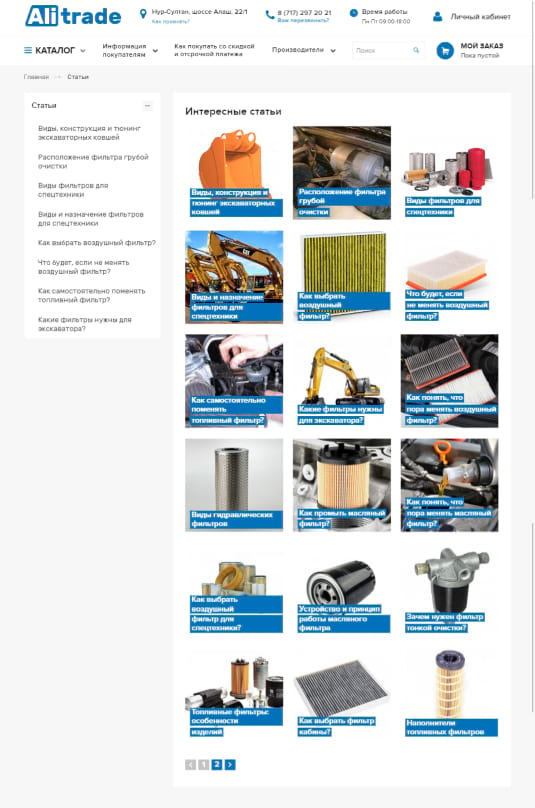 Alitrade
Нур-Султан, шоссе Алаш, 22/1
Как проехать?
8 (717) 297 20 21
Вам перезвонить?
Время работы
Пн-Пт 09:00-18:00
Личный кабинет
КАТАЛОГ
Информация
покупателям
Как покупать со скидкой
и отсрочкой платежа
Производители
Поиск
МОЙ ЗАКАЗ
Пока пустой
Главная
Статьи
Статьи
Виды, конструкция и тюнинг
экскаваторных ковшей
Расположение фильтра грубой
очистки
Виды фильтров для
спецтехники
Виды и назначение фильтров
для спецтехники
Как выбрать воздушный фильтр?
Что будет, если не менять
воздушный фильтр?
Как самостоятельно поменять
топливный фильтр?
Какие фильтры нужны для
экскаватора?
Интересные статьи
Виды, конструкция и
тюнинг экскаваторных
ковшей
Расположение фильтра
грубой
очистки
Виды фильтров для
спецтехники
Виды и назначение
фильтров для
спецтехники
Как выбрать
воздушный
фильтр?
Что будет, если
не менять воздушный
фильтр?
Как самостоятельно
поменять
топливный фильтр?
Какие фильтры нужны
для экскаватора?
Как понять, что
пора менять воздушный
фильтр?
Виды гидравлических
фильтров
Как промыть масляный
фильтр?
Как понять, что
пора менять масляный
фильтр?
Как выбрать
воздушный
фильтр для
спецтехники?
Устройство и принцип
работы масляного
фильтра
Зачем нужен фильтр
тонкой очистки?
Топливные фильтры:
особенности
изделий
Как выбрать фильтр
кабины?
Наполнители
топливных фильтров
1 2